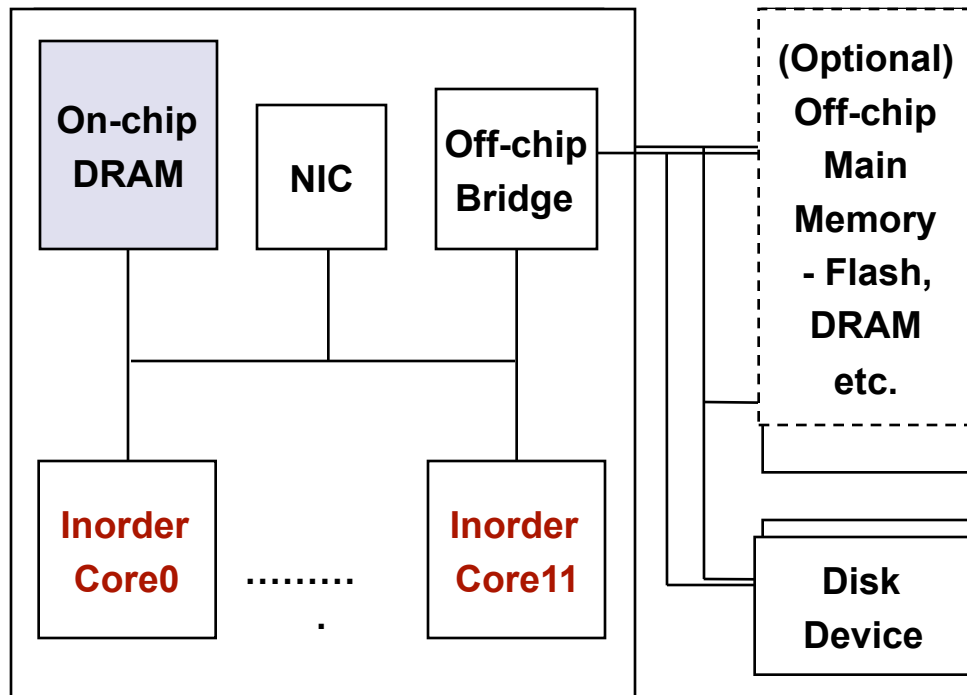 On-chip
DRAM
NIC
Off-chip
Bridge
(Optional)
Off-chip
Main
Memory
- Flash,
DRAM
etc.
Inorder
Core0
.........
.
Inorder
Core11
Disk
Device